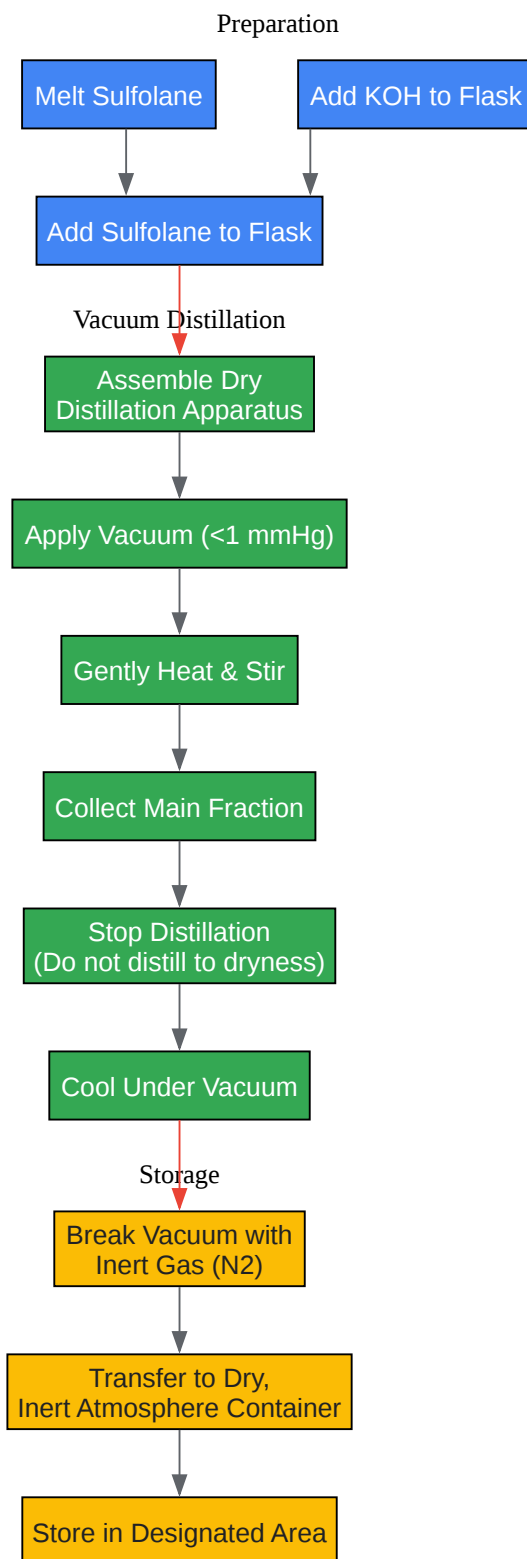 Preparation
Melt Sulfolane
Add KOH to Flask
Add Sulfolane to Flask
Vacuum Distillation
Assemble Dry
Distillation Apparatus
Apply Vacuum (<1 mmHg)
Gently Heat & Stir
Collect Main Fraction
Stop Distillation
(Do not distill to dryness)
Cool Under Vacuum
Storage
Break Vacuum with
Inert Gas (N2)
Transfer to Dry,
Inert Atmosphere Container
Store in Designated Area